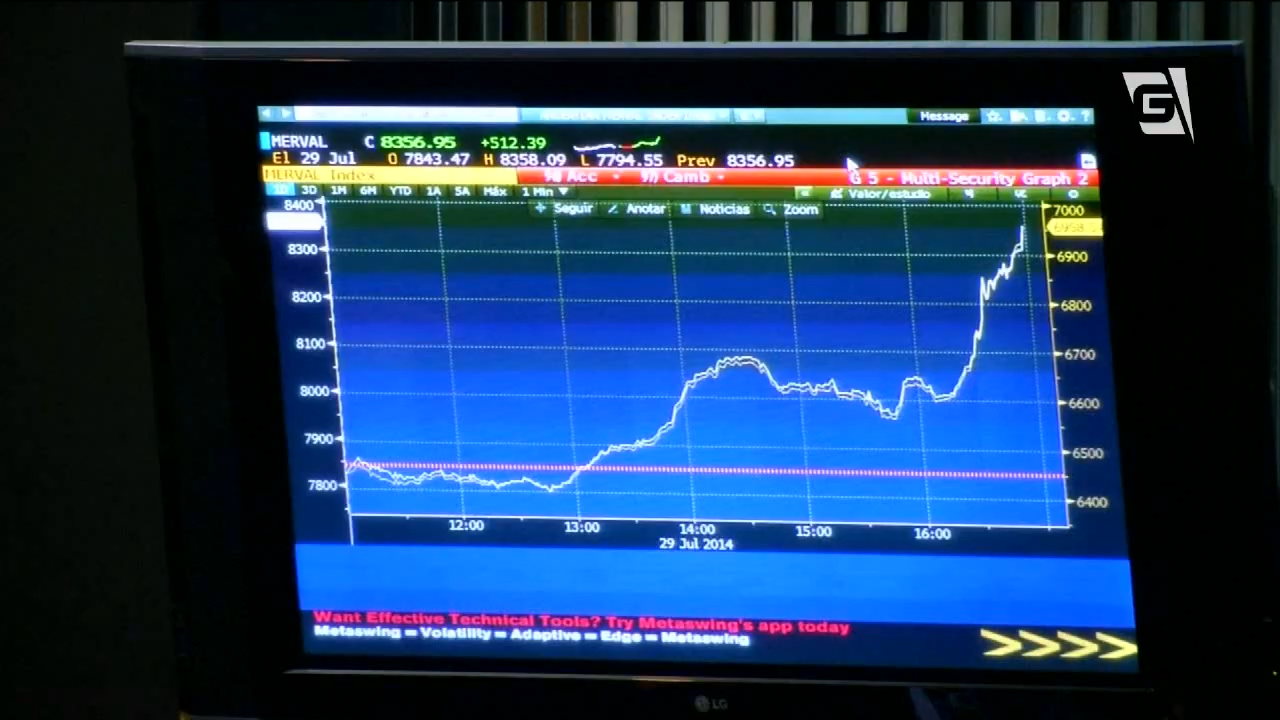 Message
MERVAL C 8356.95 +512.39
El 29 Jul O 7843.47 H 8358.09 L 7794.55 Prev 8356.95
MERVAL Index Acc Camb G 5 - Multi-Security Graph 2
1D 3D 1M 6M YTD 1A 5A Máx 1 Min Valor/estudio
Seguir Anotar Noticias Zoom
8400
8300
8200
8100
8000
7900
7800
7000
6900
6800
6700
6600
6500
6400
12:00 13:00 14:00 15:00 16:00
29 Jul 2014
Want Effective Technical Tools? Try Metaswing's app today
Metaswing = Volatility = Adaptive = Edge = Metaswing
LG
G